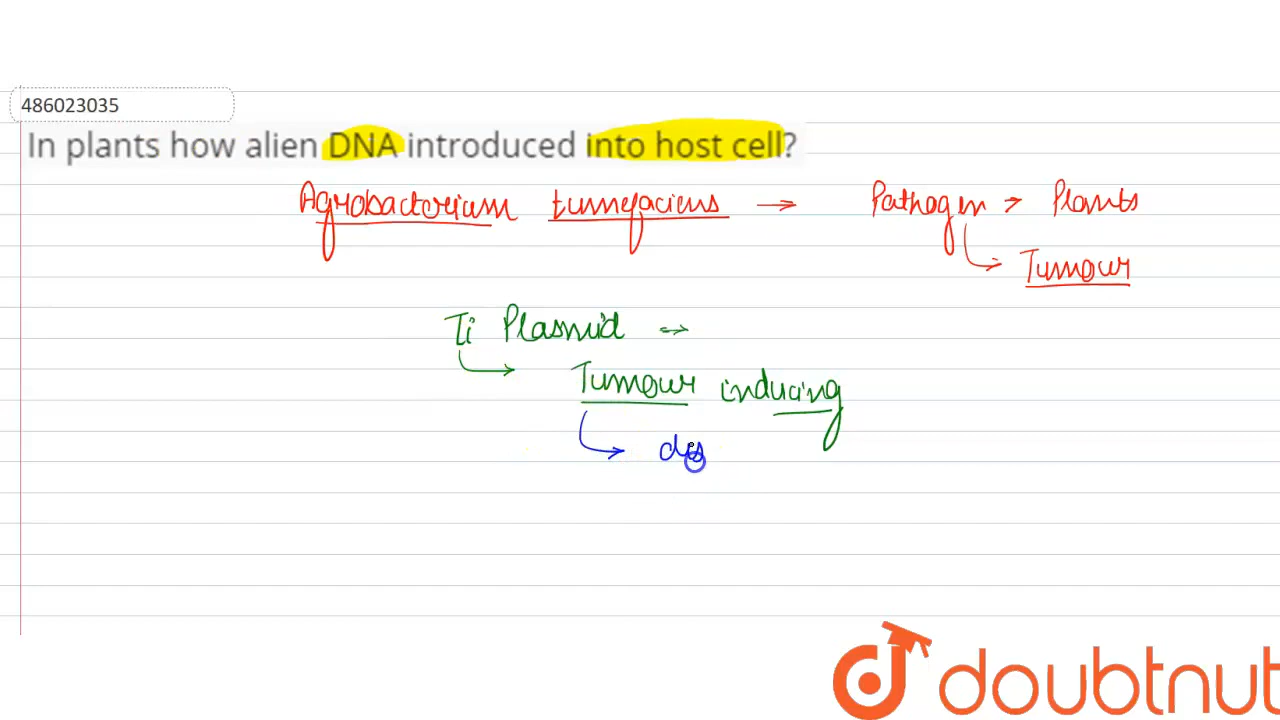 486023035
In plants how alien DNA introduced into host cell?
Agrobacterium tumefaciens → Pathogen > Plants
↳ Tumour
Ti Plasmid →
↳ Tumour inducing
↳ dis
doubtnut